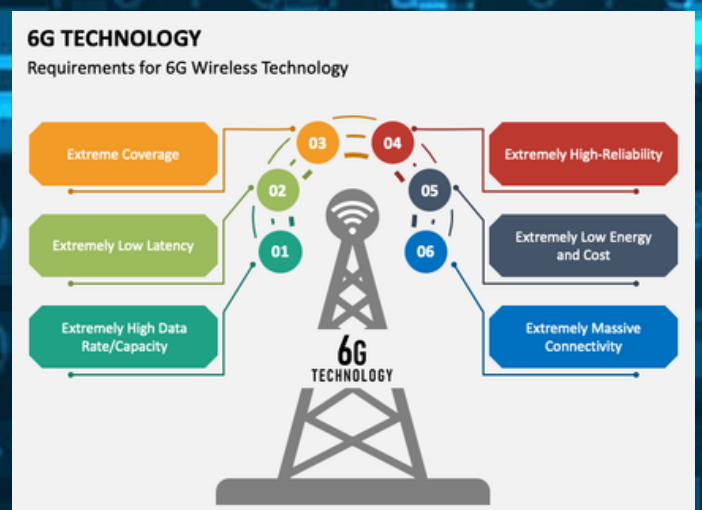 6G TECHNOLOGY
Requirements for 6G Wireless Technology
Extreme Coverage
03
04
Extremely High-Reliability
02
05
Extremely Low Latency
01
06
Extremely Low Energy
and Cost
Extremely High Data
Rate/Capacity
Extremely Massive
Connectivity
6G
TECHNOLOGY